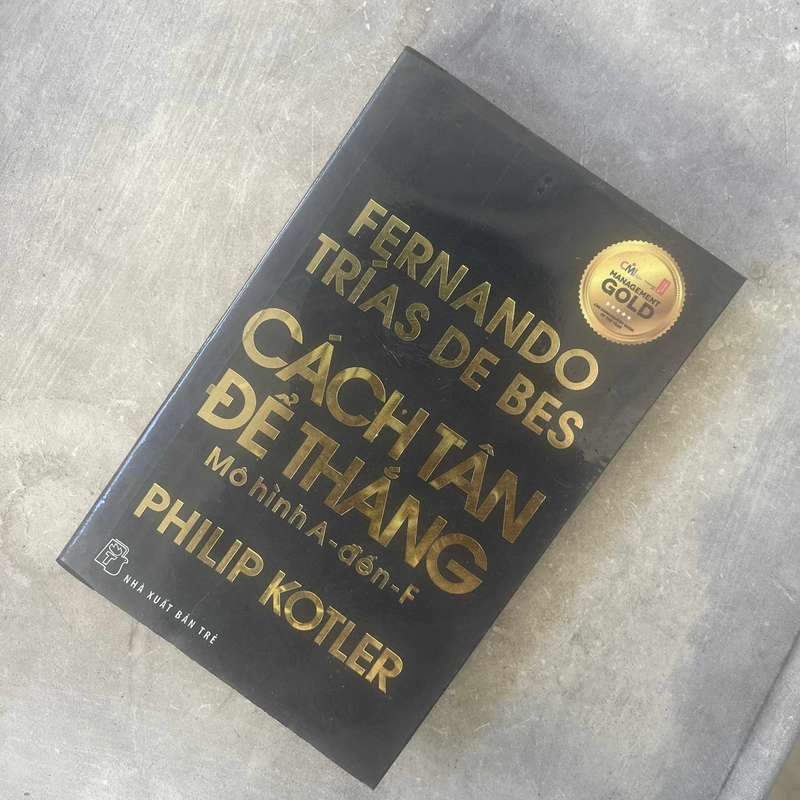 FERNANDO
TRÍAS DE BES
CMI
MANAGEMENT
GOLD
CÁCH TÂN
ĐỂ THẮNG
Mô hình A-đến-F
PHILIP KOTLER
NHÀ XUẤT BẢN TRẺ